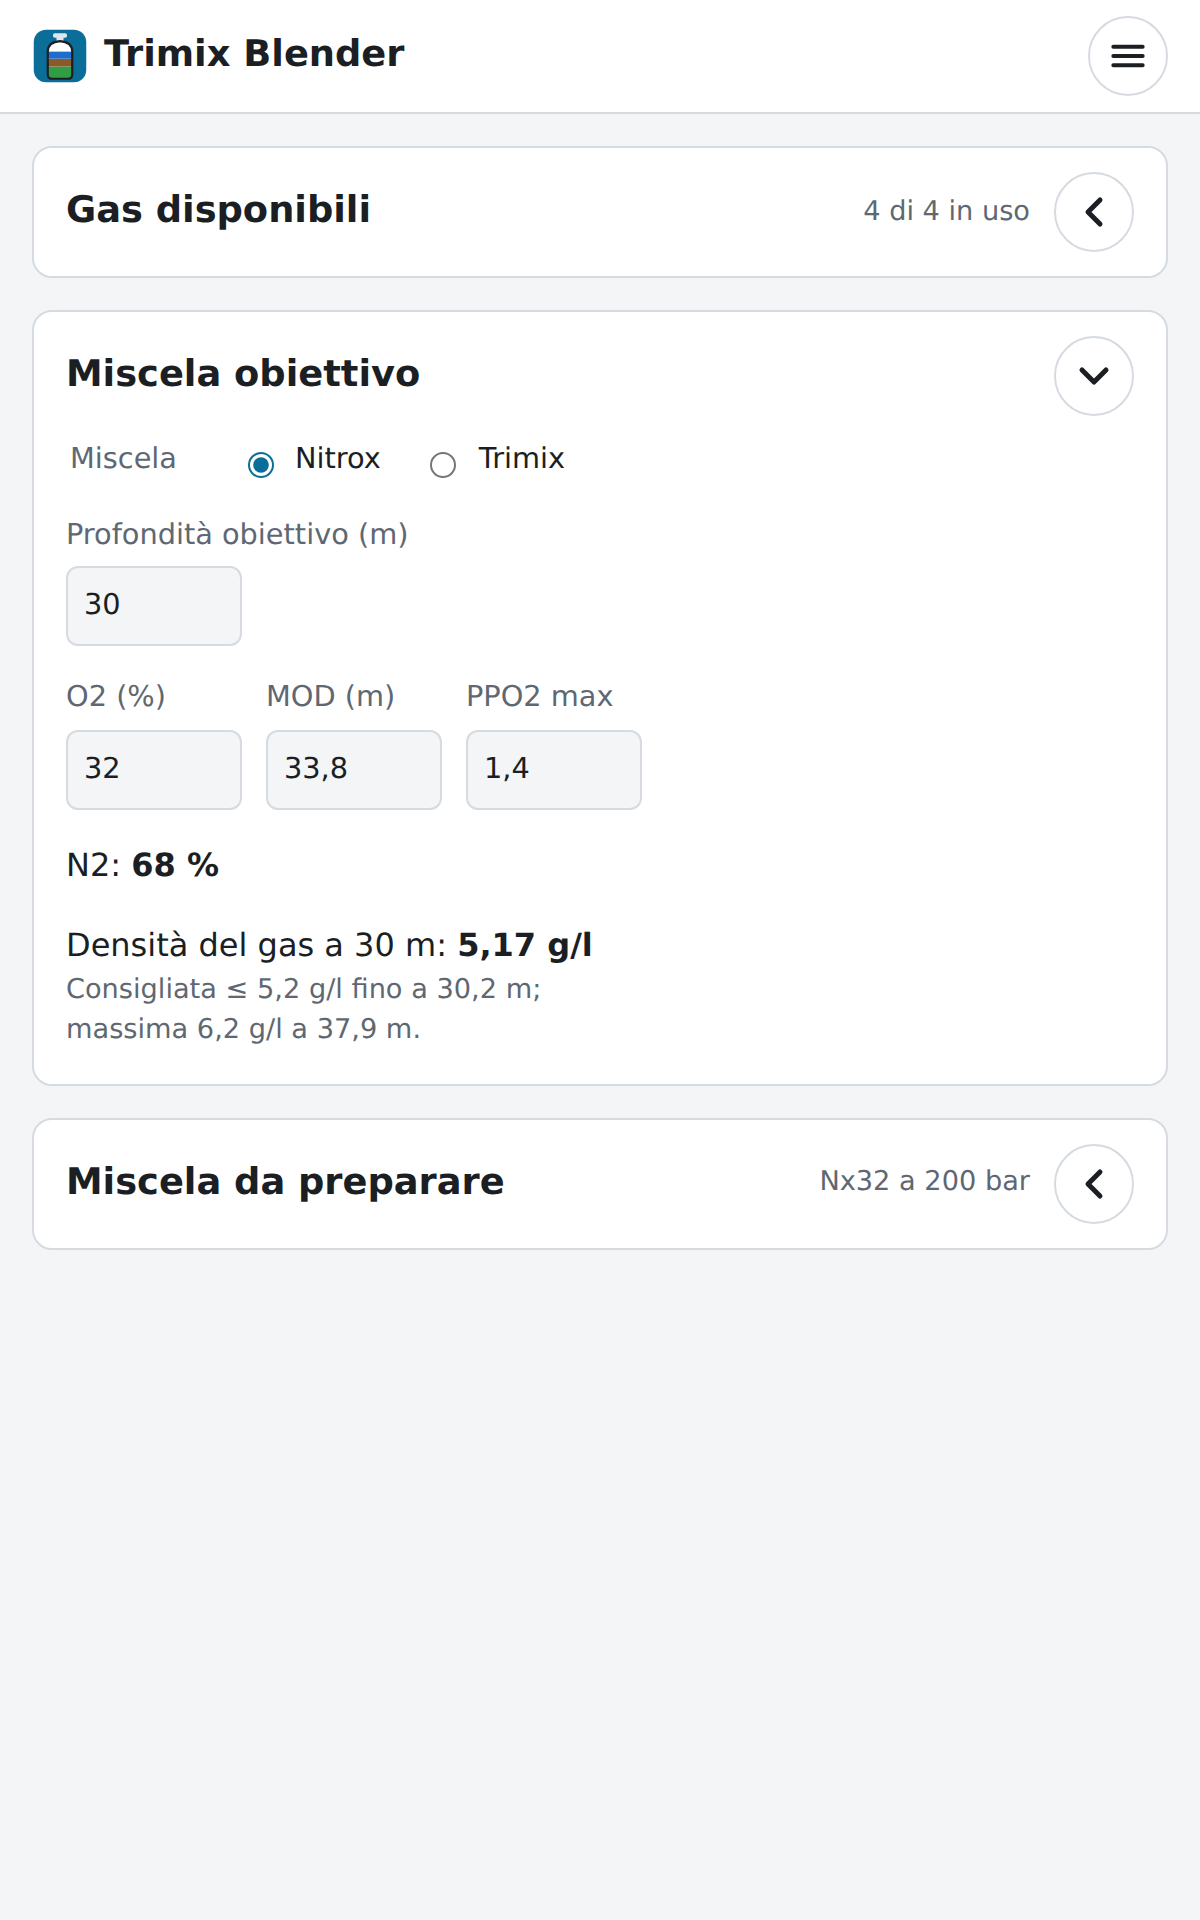 Trimix Blender
Gas disponibili
4 di 4 in uso
Miscela obiettivo
Miscela Nitrox Trimix
Profondità obiettivo (m)
30
O2 (%) MOD (m) PPO2 max
32 33,8 1,4
N2: 68 %
Densità del gas a 30 m: 5,17 g/l
Consigliata ≤ 5,2 g/l fino a 30,2 m;
massima 6,2 g/l a 37,9 m.
Miscela da preparare
Nx32 a 200 bar